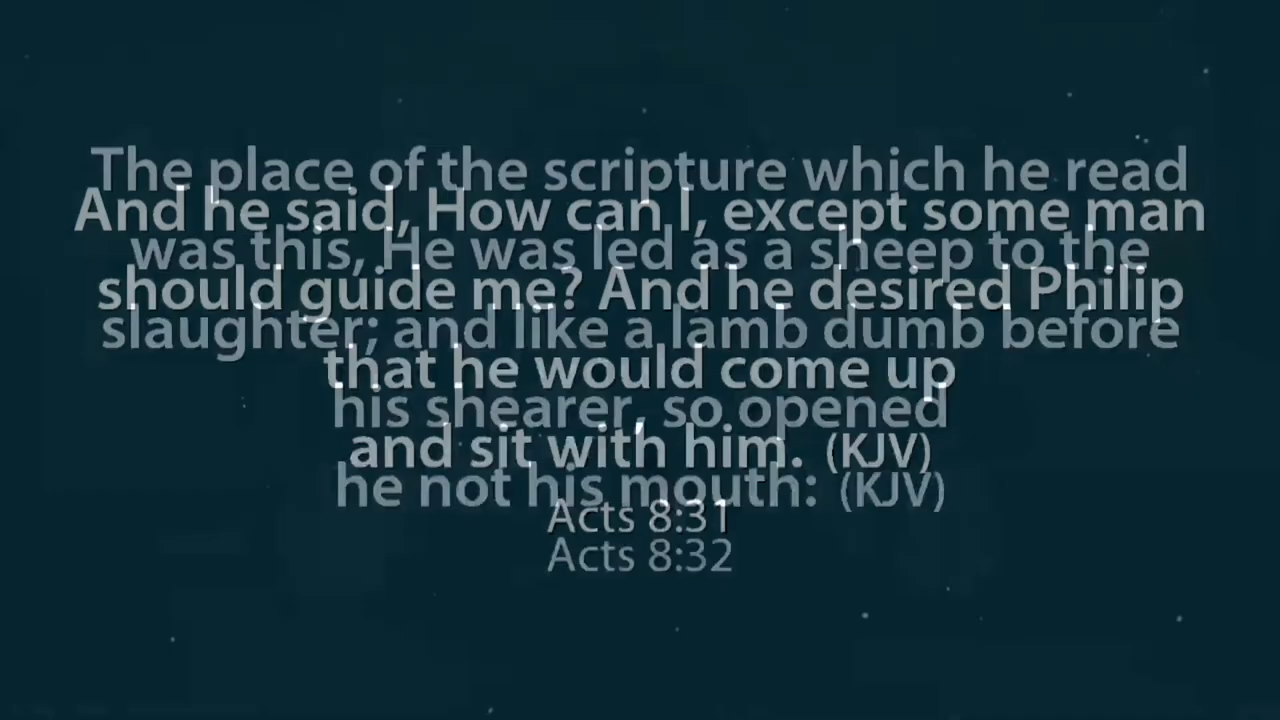 The place of the scripture which he read
And he said, How can I, except some man
was this, He was led as a sheep to the
should guide me? And he desired Philip
slaughter; and like a lamb dumb before
that he would come up
his shearer, so opened
and sit with him. (KJV)
he not his mouth: (KJV)
Acts 8:31
Acts 8:32